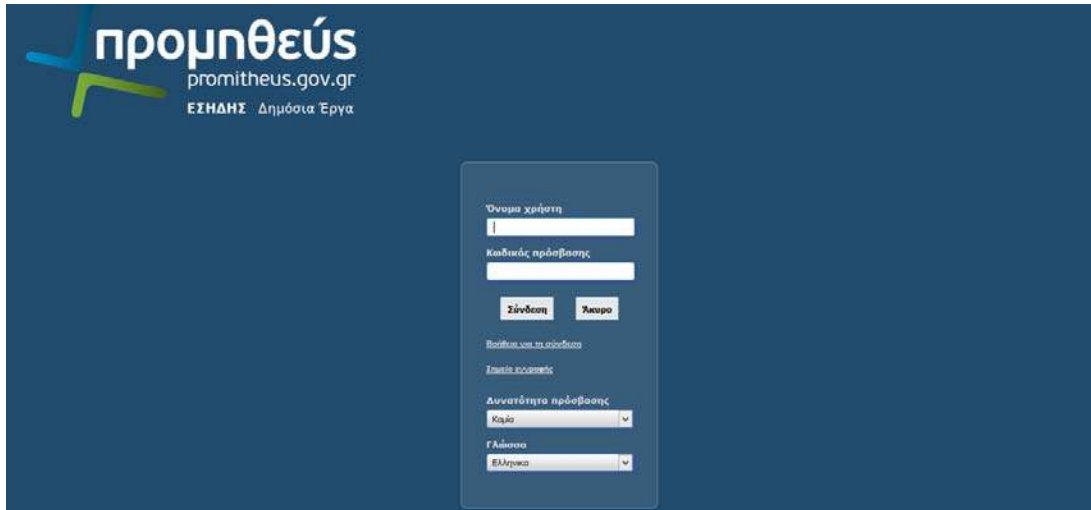 προμηθεύς
promitheus.gov.gr
ΕΣΗΔΗΣ Δημόσια Έργα
Όνομα χρήστη
Κωδικός πρόσβασης
Σύνδεση Άκυρο
Βοήθεια για τη σύνδεση
Σημείο εγγραφής
Δυνατότητα πρόσβασης
Καμία
Γλώσσα
Ελληνικα